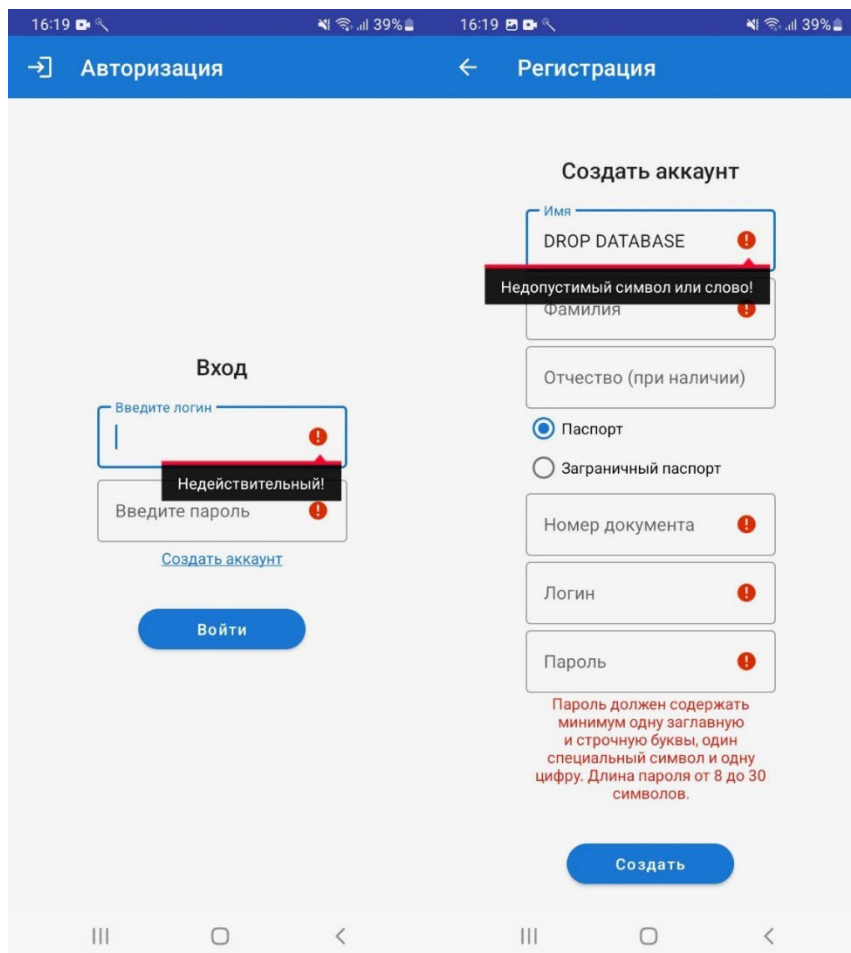 16:19
39%
Авторизация
Вход
Введите логин
Недействительный!
Введите пароль
Создать аккаунт
Войти
16:19
39%
Регистрация
Создать аккаунт
Имя
DROP DATABASE
Недопустимый символ или слово!
Фамилия
Отчество (при наличии)
Паспорт
Заграничный паспорт
Номер документа
Логин
Пароль
Пароль должен содержать
минимум одну заглавную
и строчную буквы, один
специальный символ и одну
цифру. Длина пароля от 8 до 30
символов.
Создать